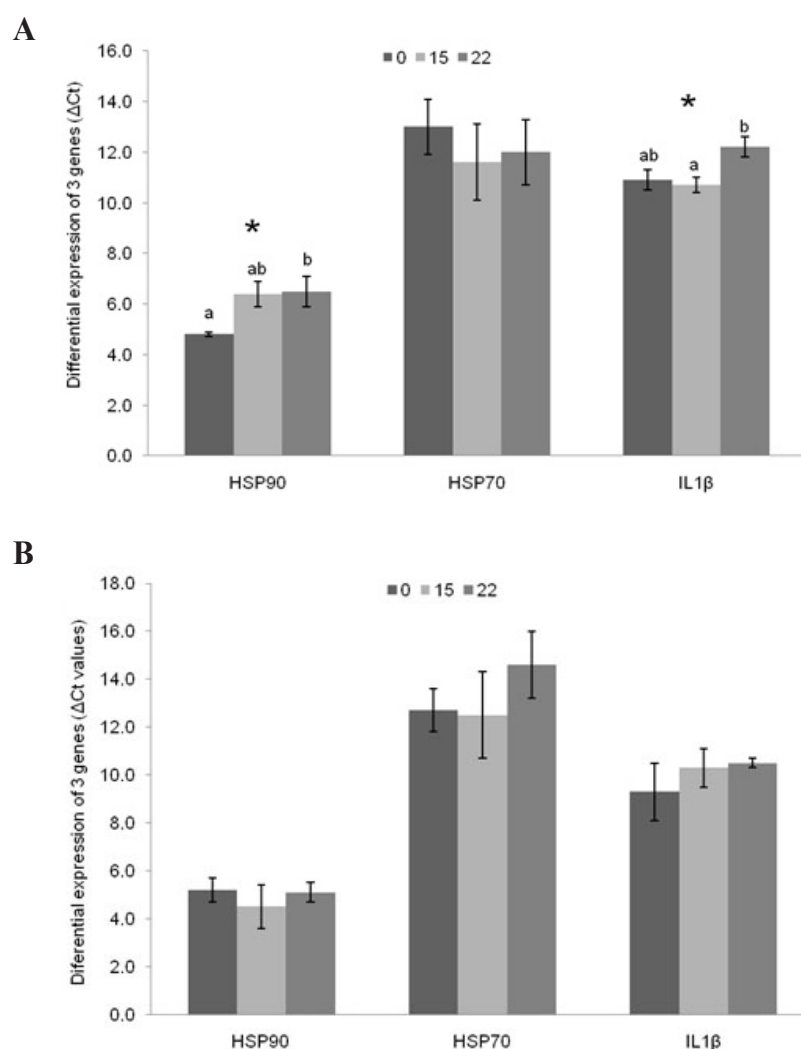 A
Differential expression of 3 genes (ΔCt)
16.0
14.0
12.0
10.0
8.0
6.0
4.0
2.0
0.0
0 15 22
*
a ab b
*
ab a b
HSP90 HSP70 IL1β
B
Diferential expression of 3 genes (ΔCt values)
18.0
16.0
14.0
12.0
10.0
8.0
6.0
4.0
2.0
0.0
0 15 22
HSP90 HSP70 IL1β